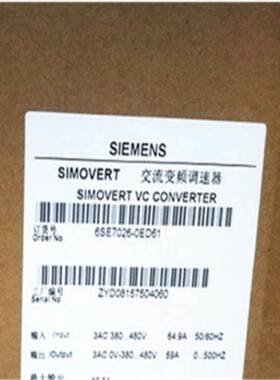 SIEMENS
SIMOVERT 交流变频调速器
SIMOVERT VC CONVERTER
订货号
Order No 6SE7026-0ED61
工厂编号
Serial No ZYD08157504060
输入 /Input 3AC 380...480V 64.9A 50/60HZ
输出 /Output 3AC 0V-380...480V 59A 0...500HZ